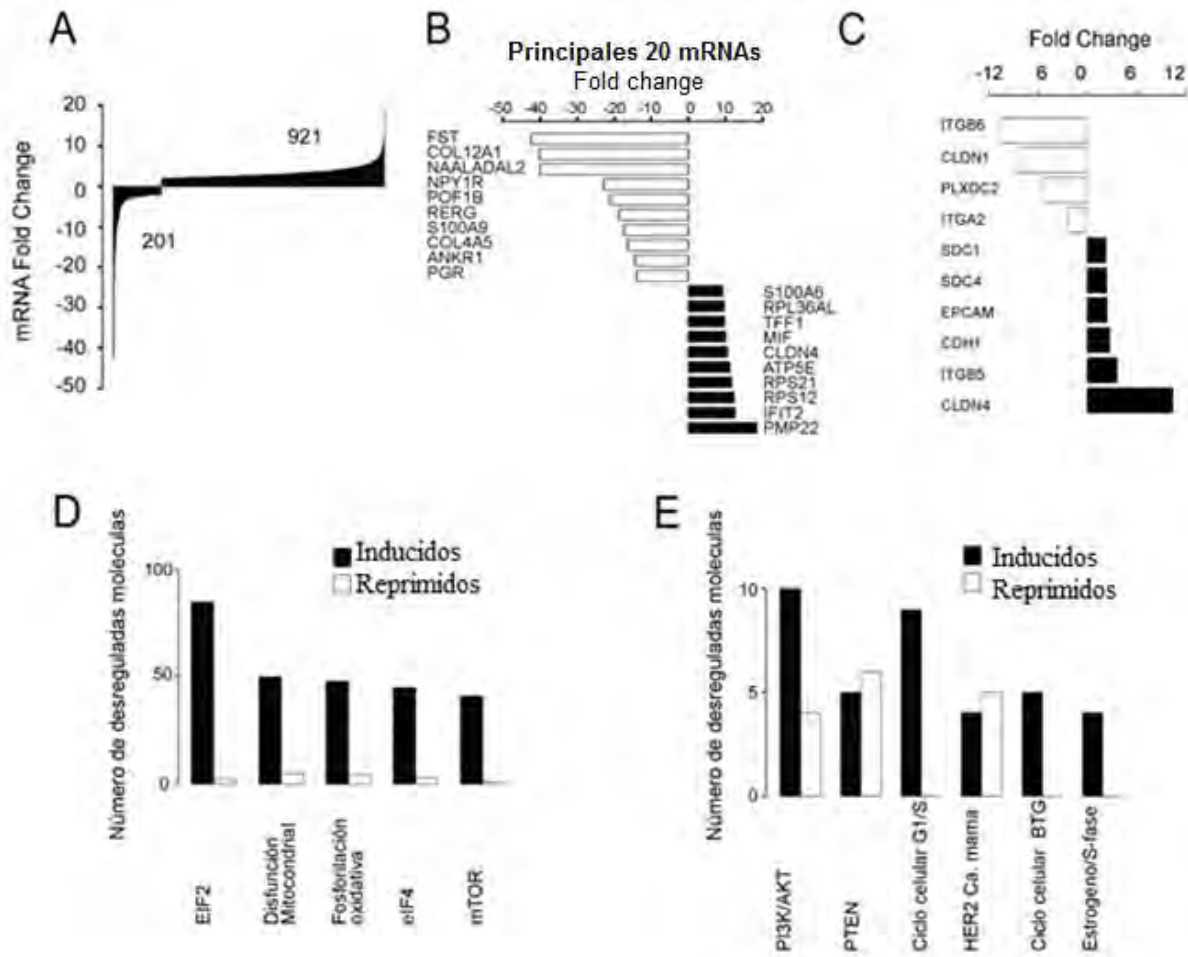 A
mRNA Fold Change
20
10
0
-10
-20
-30
-40
-50
921
201
B
Principales 20 mRNAs
Fold change
-50 -40 -30 -20 -10 0 10 20
FST
COL12A1
NAALADAL2
NPY1R
POF1B
RERG
S100A9
COL4A5
ANKR1
PGR
S100A6
RPL36AL
TFF1
MIF
CLDN4
ATP5E
RPS21
RPS12
IFIT2
PMP22
C
Fold Change
-12 6 0 6 12
ITGB6
CLDN1
PLXDC2
ITGA2
SDC1
SDC4
EPCAM
CDH1
ITGB5
CLDN4
D
Número de desreguladas moleculas
Inducidos
Reprimidos
100
50
0
EIF2
Disfunción
Mitocondrial
Fosforilación
oxidativa
eIF4
mTOR
E
Número de desreguladas moleculas
Inducidos
Reprimidos
10
5
0
PI3K/AKT
PTEN
Ciclo celular G1/S
HER2 Ca. mama
Ciclo celular BTG
Estrogeno/S-fase